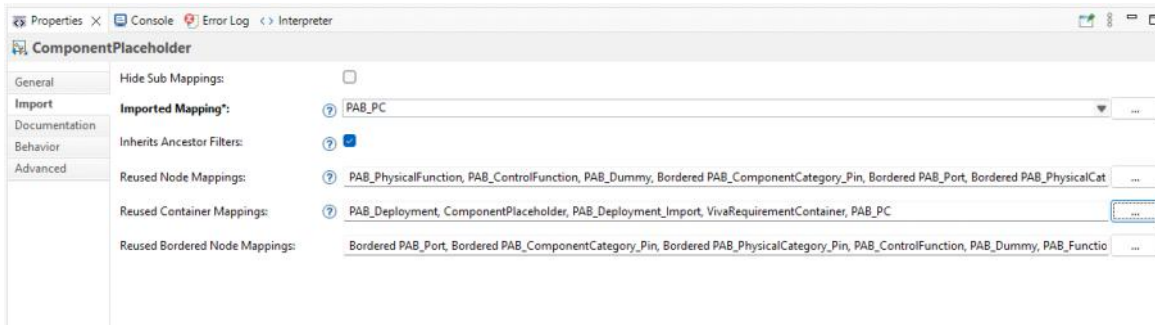 Properties Console Error Log Interpreter
ComponentPlaceholder
General
Import
Documentation
Behavior
Advanced
Hide Sub Mappings:
Imported Mapping*: PAB_PC ...
Inherits Ancestor Filters:
Reused Node Mappings: PAB_PhysicalFunction, PAB_ControlFunction, PAB_Dummy, Bordered PAB_ComponentCategory_Pin, Bordered PAB_Port, Bordered PAB_PhysicalCat ...
Reused Container Mappings: PAB_Deployment, ComponentPlaceholder, PAB_Deployment_Import, VivaRequirementContainer, PAB_PC ...
Reused Bordered Node Mappings: Bordered PAB_Port, Bordered PAB_ComponentCategory_Pin, Bordered PAB_PhysicalCategory_Pin, PAB_ControlFunction, PAB_Dummy, PAB_Functio ...